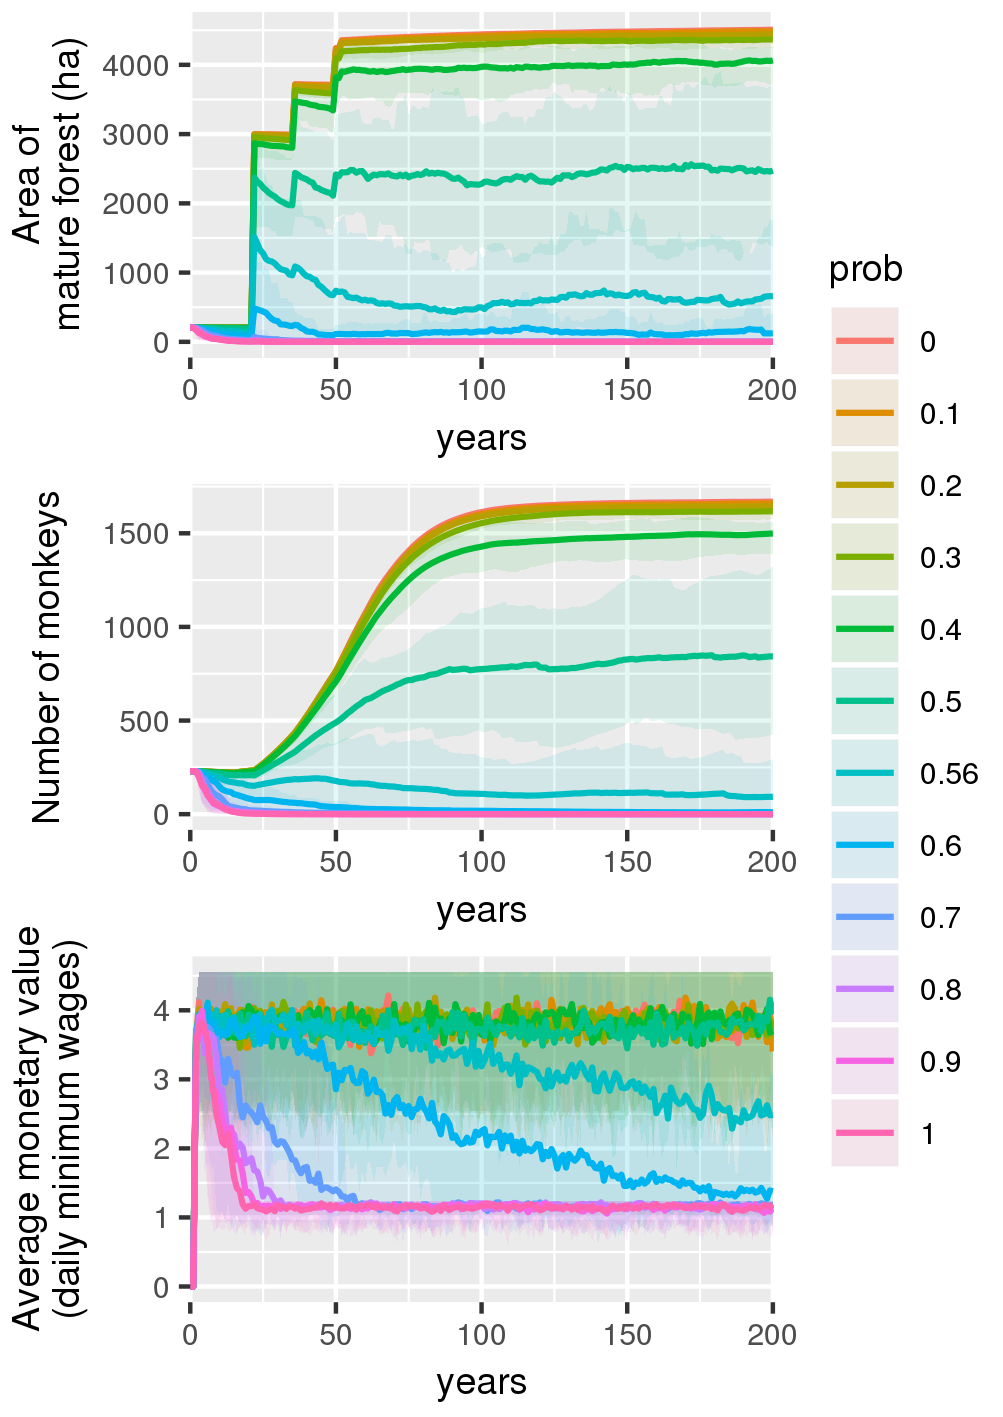 Area of
mature forest (ha)
4000
3000
2000
1000
0
0 50 100 150 200
years
Number of monkeys
1500
1000
500
0
0 50 100 150 200
years
Average monetary value
(daily minimum wages)
4
3
2
1
0
0 50 100 150 200
years
prob
0
0.1
0.2
0.3
0.4
0.5
0.56
0.6
0.7
0.8
0.9
1